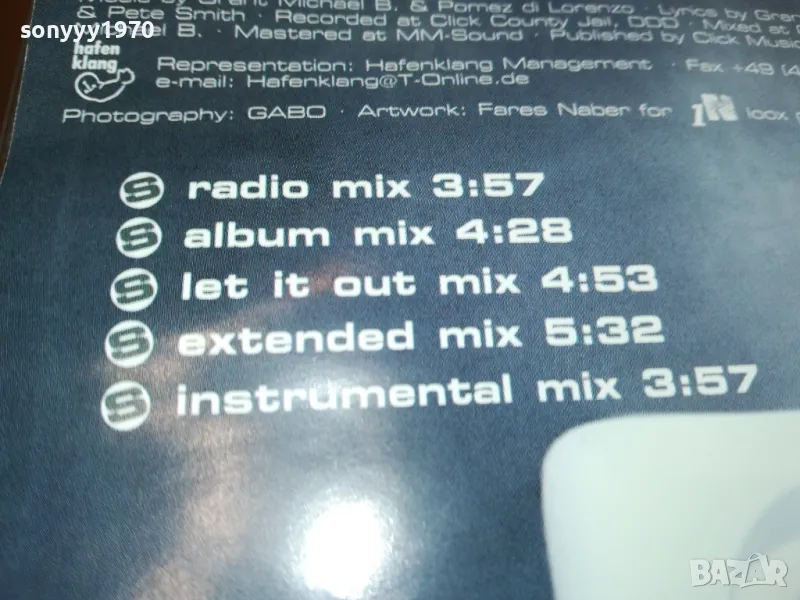 sonyyy1970
Music by Grant Michael B. & Pomez di Lorenzo, Lyrics by Gran
& Pete Smith · Recorded at Click County Jail, DDD · Mixed at
Michael B. · Mastered at MM-Sound · Published by Click Music
hafen
klang
Representation: Hafenklang Management · Fax +49 (4
e-mail: Hafenklang@T-Online.de
Photography: GABO · Artwork: Fares Naber for loox
S radio mix 3:57
S album mix 4:28
S let it out mix 4:53
S extended mix 5:32
S instrumental mix 3:57
BAZAR